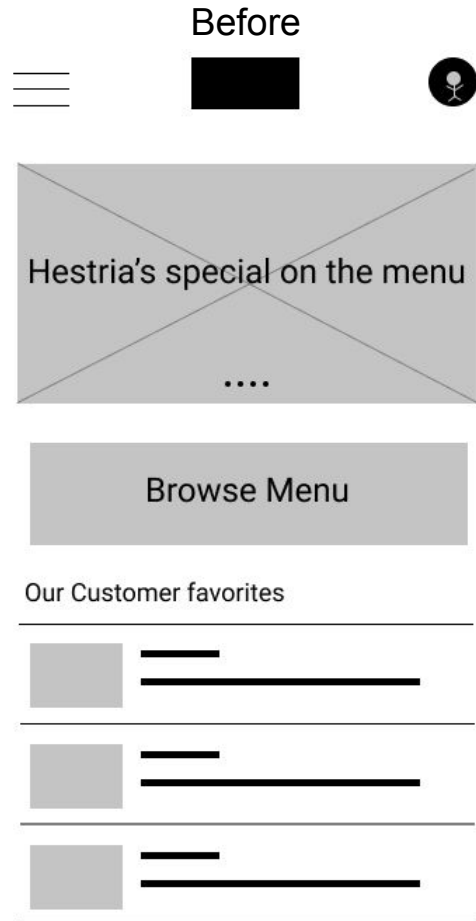 Before
Hestria’s special on the menu
Browse Menu
Our Customer favorites